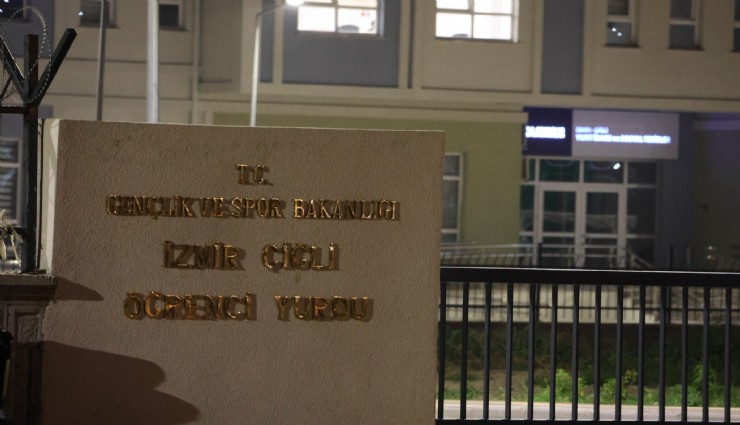 T.C.
GENÇLİK VE SPOR BAKANLIĞI
İZMİR ÇİĞLİ
ÖĞRENCİ YURDU